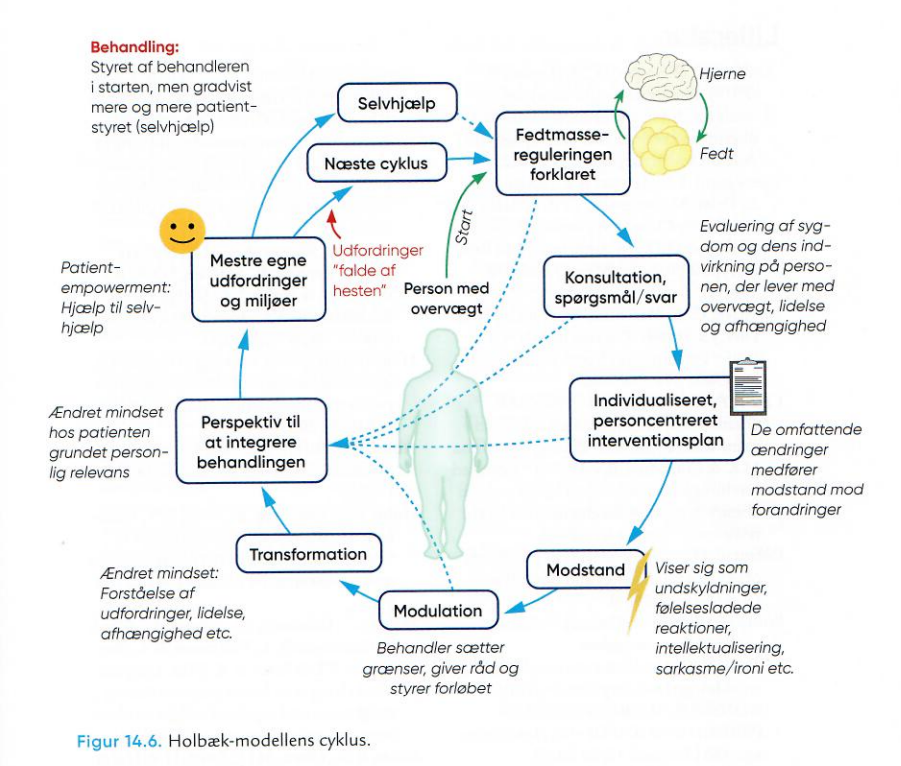 Behandling:
Styret af behandleren
i starten, men gradvist
mere og mere patient-
styret (selvhjælp)
Selvhjælp
Næste cyklus
Fedtmasse-
reguleringen
forklaret
Hjerne
Fedt
Start
Person med
overvægt
Udfordringer
"falde af
hesten"
Mestre egne
udfordringer
og miljøer
Patient-
empowerment:
Hjælp til selv-
hjælp
Konsultation,
spørgsmål/svar
Evaluering af syg-
dom og dens ind-
virkning på perso-
nen, der lever med
overvægt, lidelse
og afhængighed
Individualiseret,
personcentreret
interventionsplan
De omfattende
ændringer
medfører
modstand mod
forandringer
Perspektiv til
at integrere
behandlingen
Ændret mindset
hos patienten
grundet person-
lig relevans
Modstand
Viser sig som
undskyldninger,
følelsesladede
reaktioner,
intellektualisering,
sarkasme/ironi etc.
Modulation
Behandler sætter
grænser, giver råd og
styrer forløbet
Transformation
Ændret mindset:
Forståelse af
udfordringer, lidelse,
afhængighed etc.
Figur 14.6. Holbæk-modellens cyklus.